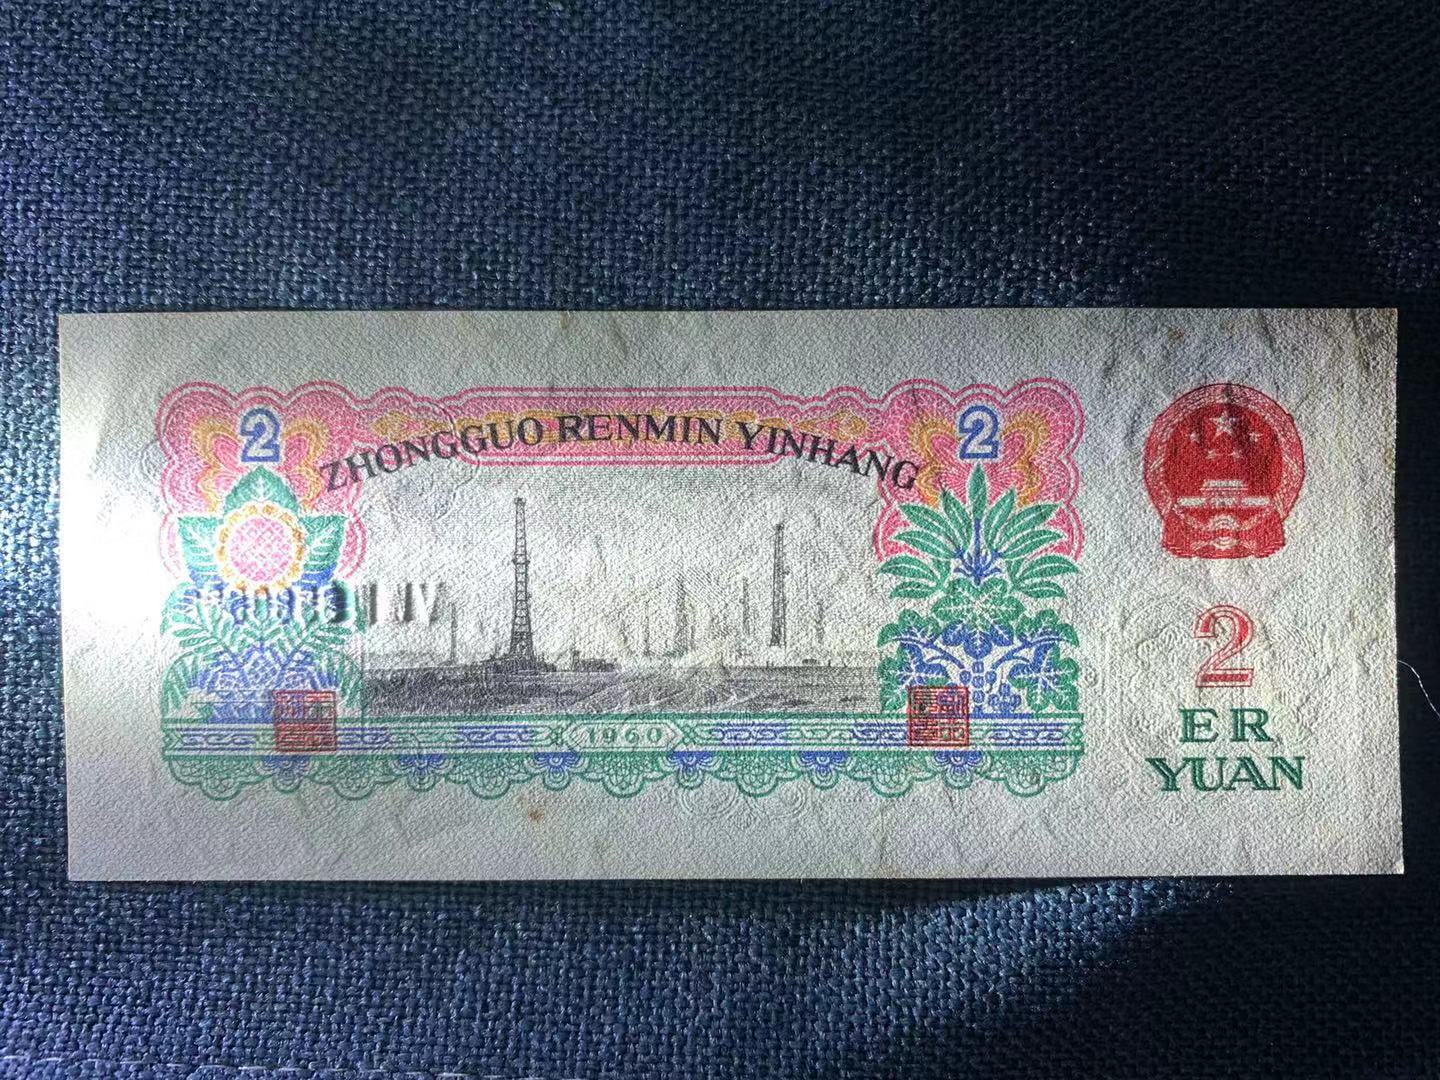 2
2
ZHONGGUO RENMIN YINHANG
1960
2
ER
YUAN